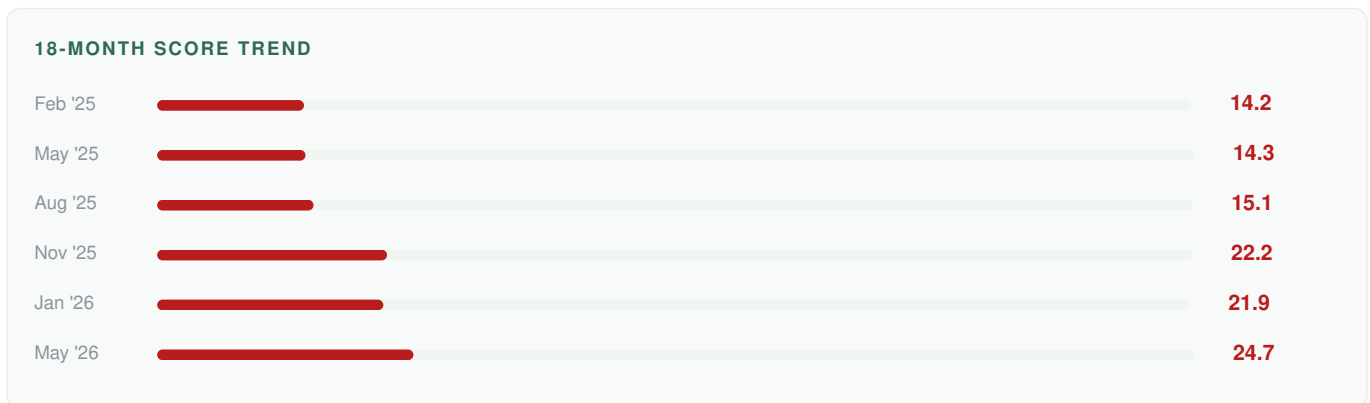 18-MONTH SCORE TREND
Feb '25 14.2
May '25 14.3
Aug '25 15.1
Nov '25 22.2
Jan '26 21.9
May '26 24.7